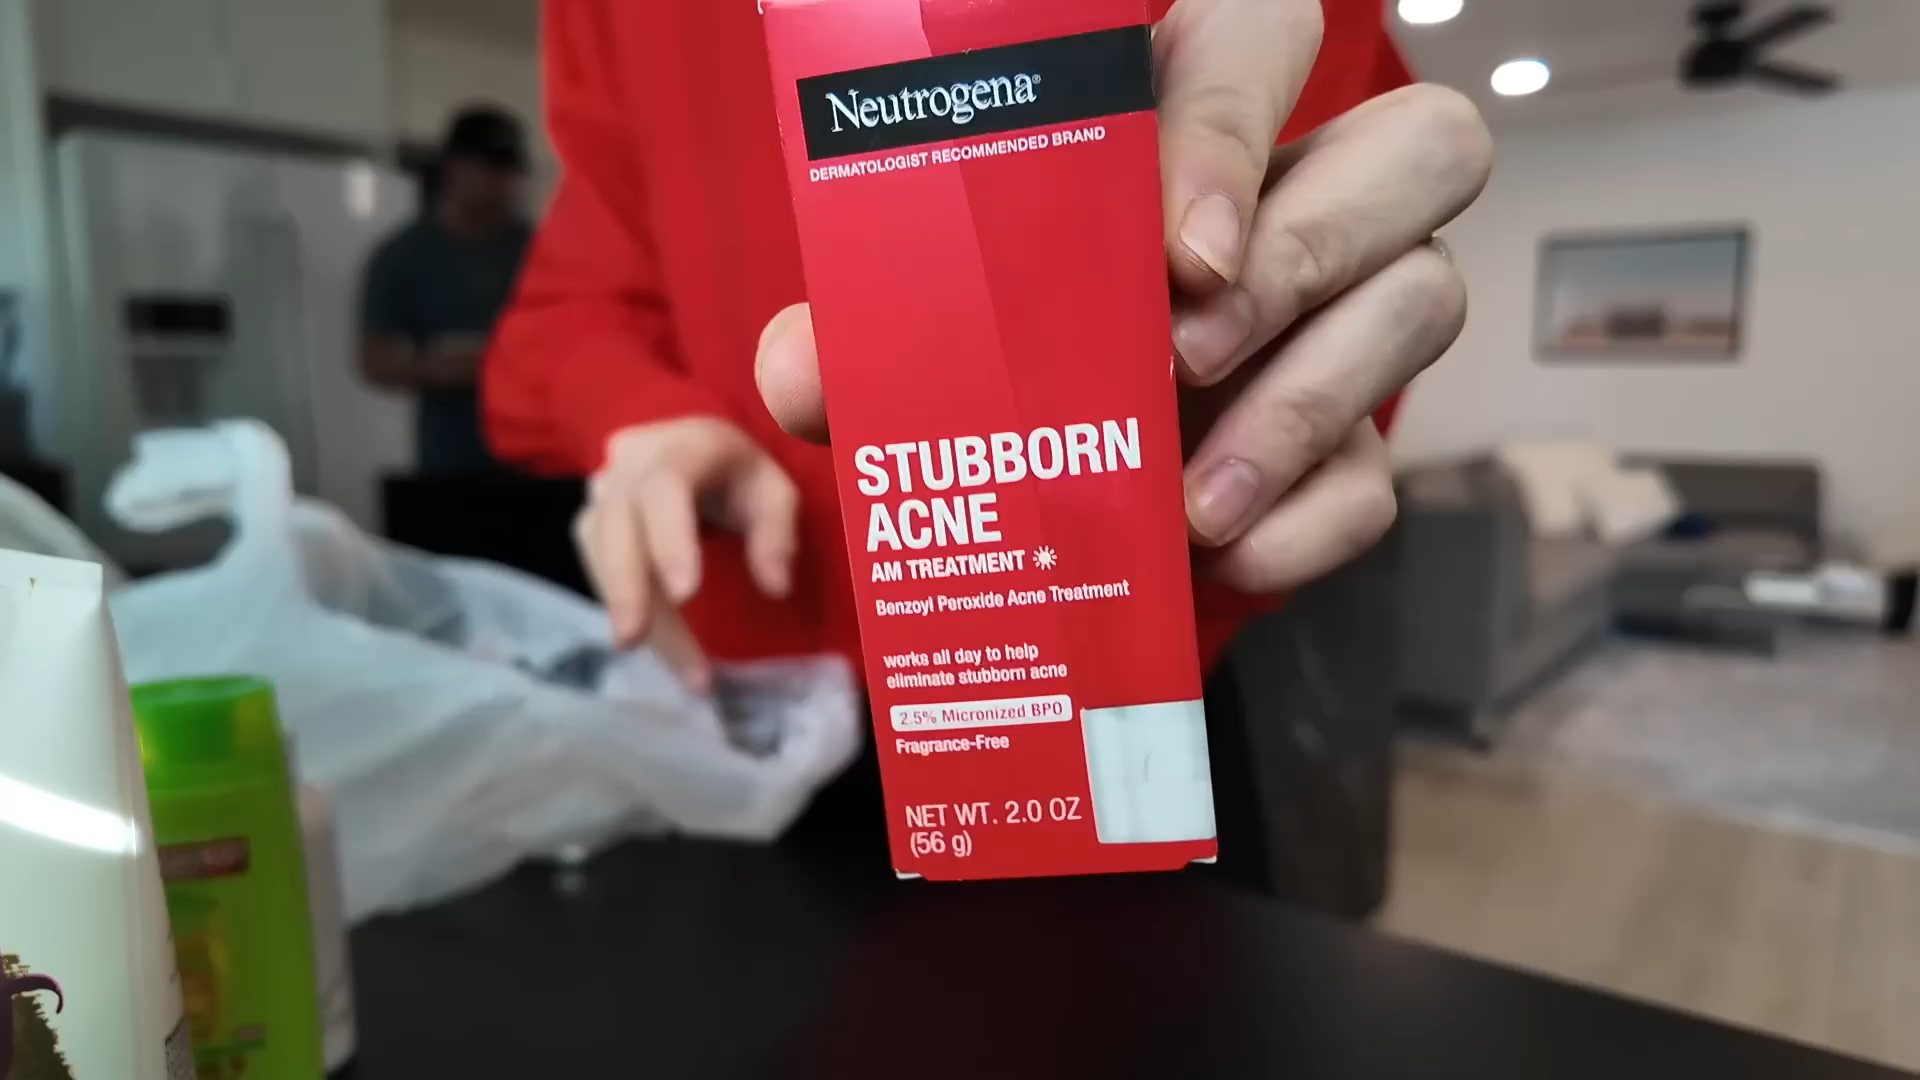 Neutrogena®
DERMATOLOGIST RECOMMENDED BRAND
STUBBORN
ACNE
AM TREATMENT
Benzoyl Peroxide Acne Treatment
works all day to help
eliminate stubborn acne
2.5% Micronized BPO
Fragrance-Free
NET WT. 2.0 OZ
(56 g)